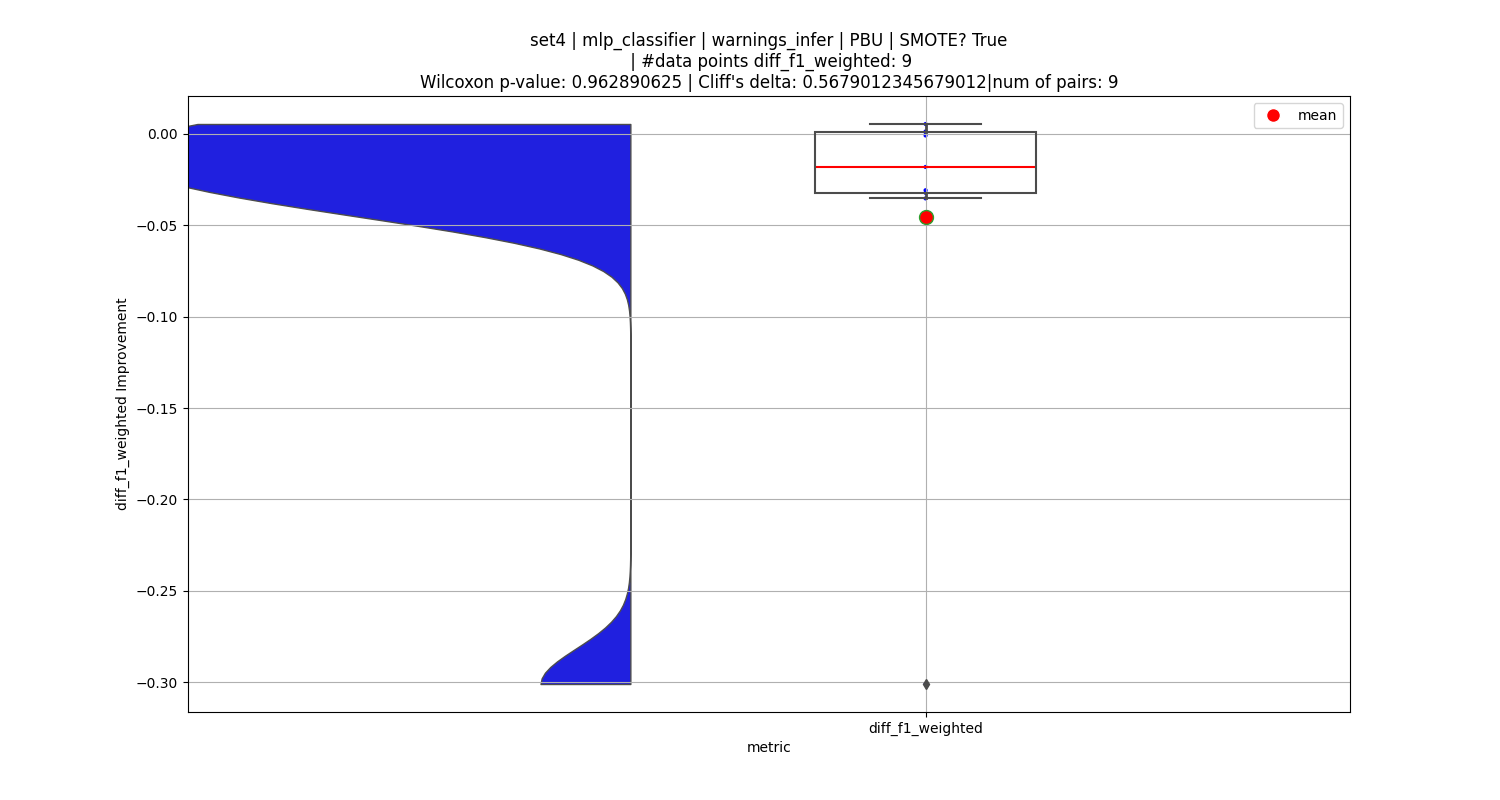 set4 | mlp_classifier | warnings_infer | PBU | SMOTE? True
| #data points diff_f1_weighted: 9
Wilcoxon p-value: 0.962890625 | Cliff's delta: 0.5679012345679012|num of pairs: 9
mean
0.00
−0.05
−0.10
−0.15
−0.20
−0.25
−0.30
diff_f1_weighted Improvement
diff_f1_weighted
metric